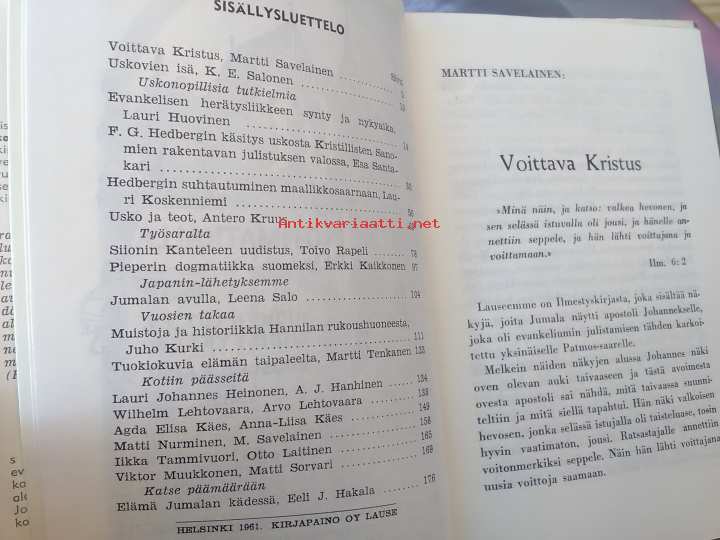 SISÄLLYSLUETTELO
Voittava Kristus, Martti Savelainen
Uskovien isä, K. E. Salonen
Uskonopillisia tutkielmia
Evankelisen herätysliikkeen synty ja nykyaika,
Lauri Huovinen
F. G. Hedbergin käsitys uskosta Kristillisten Sano-
mien rakentavan julistuksen valossa, Esa Santa-
kari
Hedbergin suhtautuminen maallikkosaarnaan, Lau-
ri Koskenniemi
Usko ja teot, Antero Kruus
Työsaralta
Siionin Kanteleen uudistus, Toivo Rapeli 78
Pieperin dogmatiikka suomeksi, Erkki Kaikkonen 97
Japanin-lähetyksemme
Jumalan avulla, Leena Salo 104
Vuosien takaa
Muistoja ja historiikkia Hannilan rukoushuoneesta,
Juho Kurki 111
Tuokiokuvia elämän taipaleelta, Martti Tenkanen 133
Kotiin päässeitä
Lauri Johannes Heinonen, A. J. Hanhinen 134
Wilhelm Lehtovaara, Arvo Lehtovaara
Agda Elisa Käes, Anna-Liisa Käes 149
Matti Nurminen, M. Savelainen 156
Iikka Tammivuori, Otto Laitinen 165
Viktor Muukkonen, Matti Sorvari 169
Katse päämäärään
Elämä Jumalan kädessä, Eeli J. Hakala 176
HELSINKI 1961. KIRJAPAINO OY LAUSE
Antikvariaatti.net
MARTTI SAVELAINEN:
Voittava Kristus
»Minä näin, ja katso: valkea hevonen, ja
sen selässä istuvalla oli jousi, ja hänelle an-
nettiin seppele, ja hän lähti voittajana ja
voittamaan.»
Ilm. 6: 2
Lauseemme on Ilmestyskirjasta, joka sisältää nä-
kyjä, joita Jumala näytti apostoli Johannekselle,
joka oli evankeliumin julistamisen tähden karkoi-
tettu yksinäiselle Patmos-saarelle.
Melkein näiden näkyjen alussa Johannes näki
oven olevan auki taivaaseen ja tästä avoimesta
ovesta apostoli sai nähdä, mitä taivaassa suunni-
teltiin ja mitä siellä tapahtui. Hän näki valkoisen
hevosen, jonka selässä istujalla oli taisteluase, tosin
hyvin vaatimaton, jousi. Ratsastajalle annettiin
voitonmerkiksi seppele. Näin hän lähti voittajana
uusia voittoja saamaan.